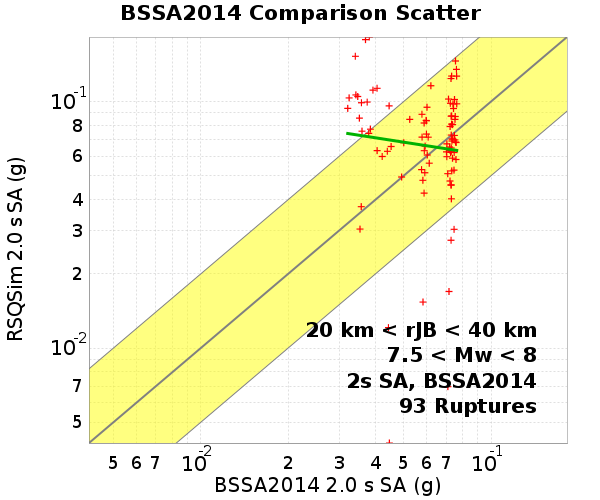 BSSA2014 Comparison Scatter
RSQSim 2.0 s SA (g)
10-1
8
6
4
3
2
10-2
7
5
20 km < rJB < 40 km
7.5 < Mw < 8
2s SA, BSSA2014
93 Ruptures
5 6 7 10-2 2 3 4 5 6 7 10-1
BSSA2014 2.0 s SA (g)